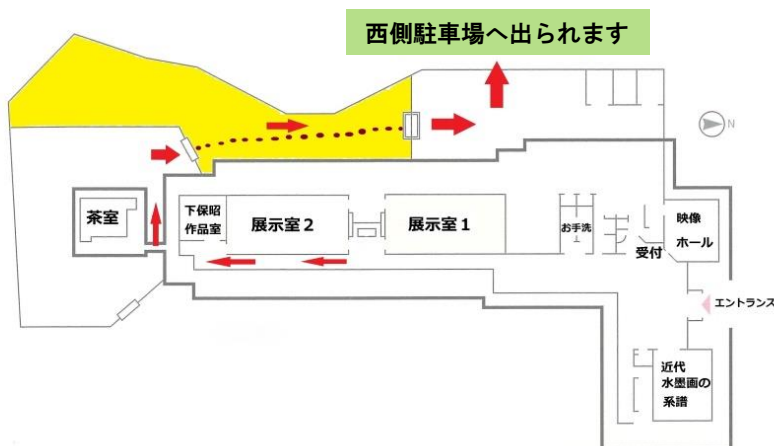 西側駐車場へ出られます
N
茶室
下保昭
作品室
展示室2
展示室1
お手洗
受付
映像
ホール
エントランス
近代
水墨画の
系譜